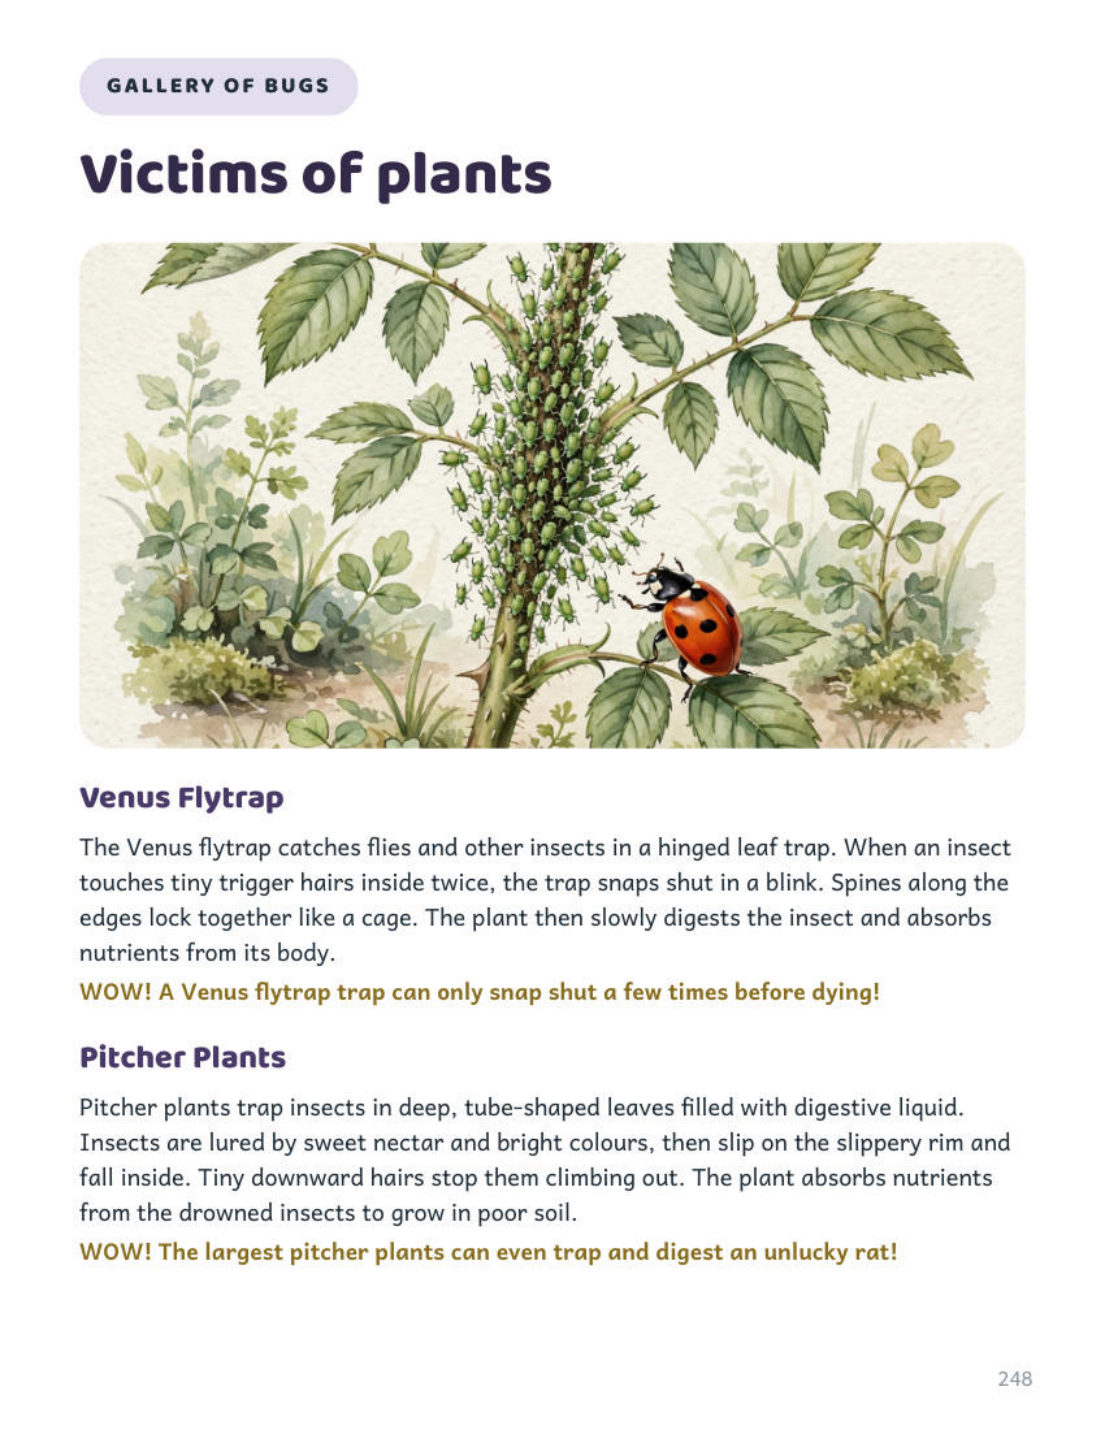 GALLERY OF BUGS
Victims of plants
Venus Flytrap
The Venus flytrap catches flies and other insects in a hinged leaf trap. When an insect
touches tiny trigger hairs inside twice, the trap snaps shut in a blink. Spines along the
edges lock together like a cage. The plant then slowly digests the insect and absorbs
nutrients from its body.
WOW! A Venus flytrap trap can only snap shut a few times before dying!
Pitcher Plants
Pitcher plants trap insects in deep, tube-shaped leaves filled with digestive liquid.
Insects are lured by sweet nectar and bright colours, then slip on the slippery rim and
fall inside. Tiny downward hairs stop them climbing out. The plant absorbs nutrients
from the drowned insects to grow in poor soil.
WOW! The largest pitcher plants can even trap and digest an unlucky rat!
248